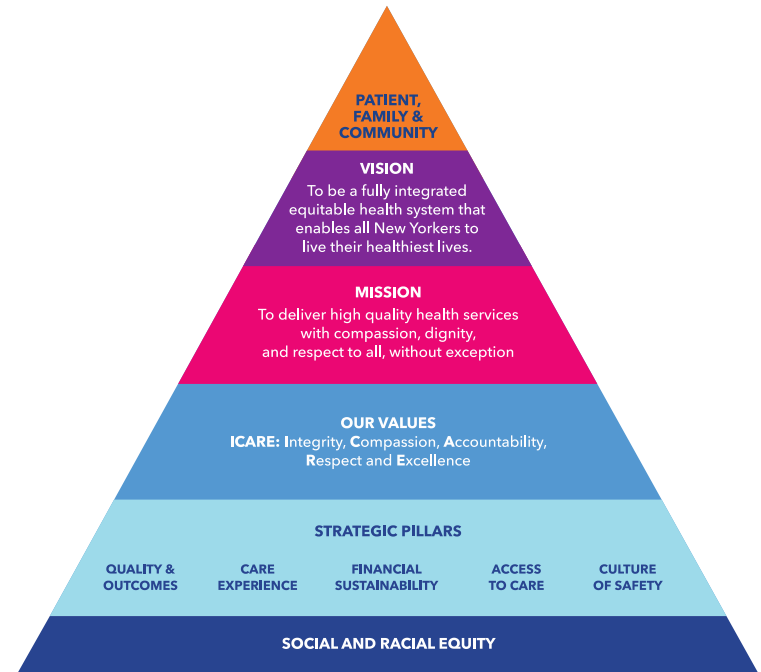 PATIENT,
FAMILY &
COMMUNITY
VISION
To be a fully integrated
equitable health system that
enables all New Yorkers to
live their healthiest lives.
MISSION
To deliver high quality health services
with compassion, dignity,
and respect to all, without exception
OUR VALUES
ICARE: Integrity, Compassion, Accountability,
Respect and Excellence
STRATEGIC PILLARS
QUALITY &
OUTCOMES
CARE
EXPERIENCE
FINANCIAL
SUSTAINABILITY
ACCESS
TO CARE
CULTURE
OF SAFETY
SOCIAL AND RACIAL EQUITY